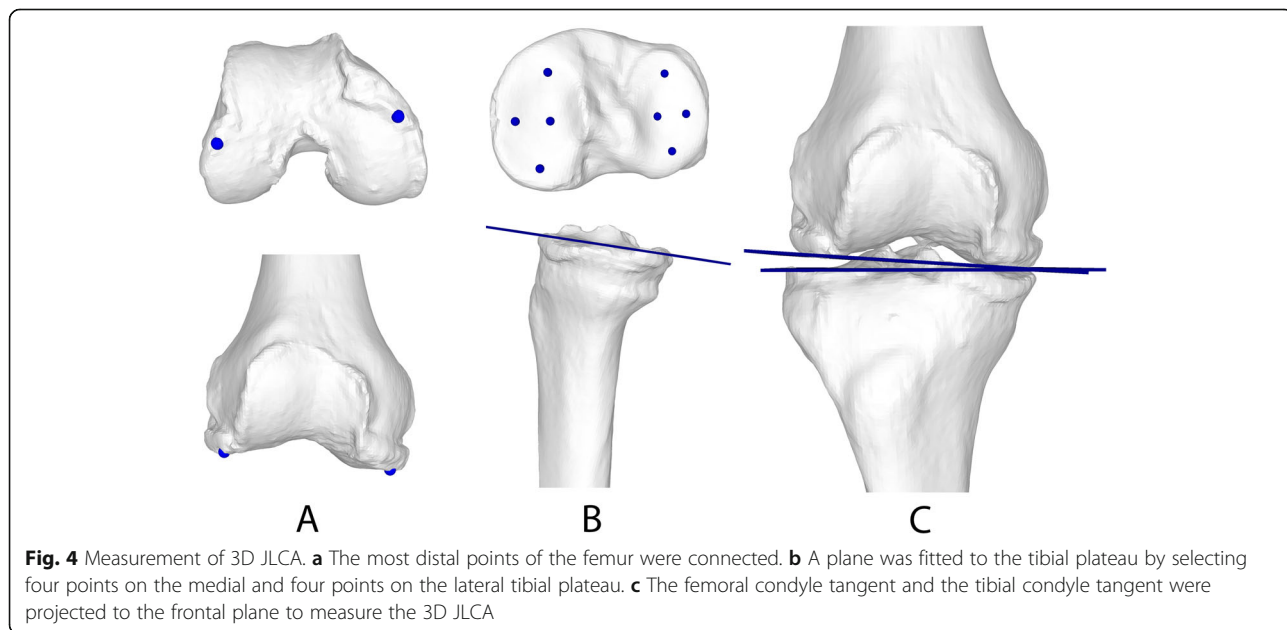 A
B
C
Fig. 4 Measurement of 3D JLCA. a The most distal points of the femur were connected. b A plane was fitted to the tibial plateau by selecting
four points on the medial and four points on the lateral tibial plateau. c The femoral condyle tangent and the tibial condyle tangent were
projected to the frontal plane to measure the 3D JLCA